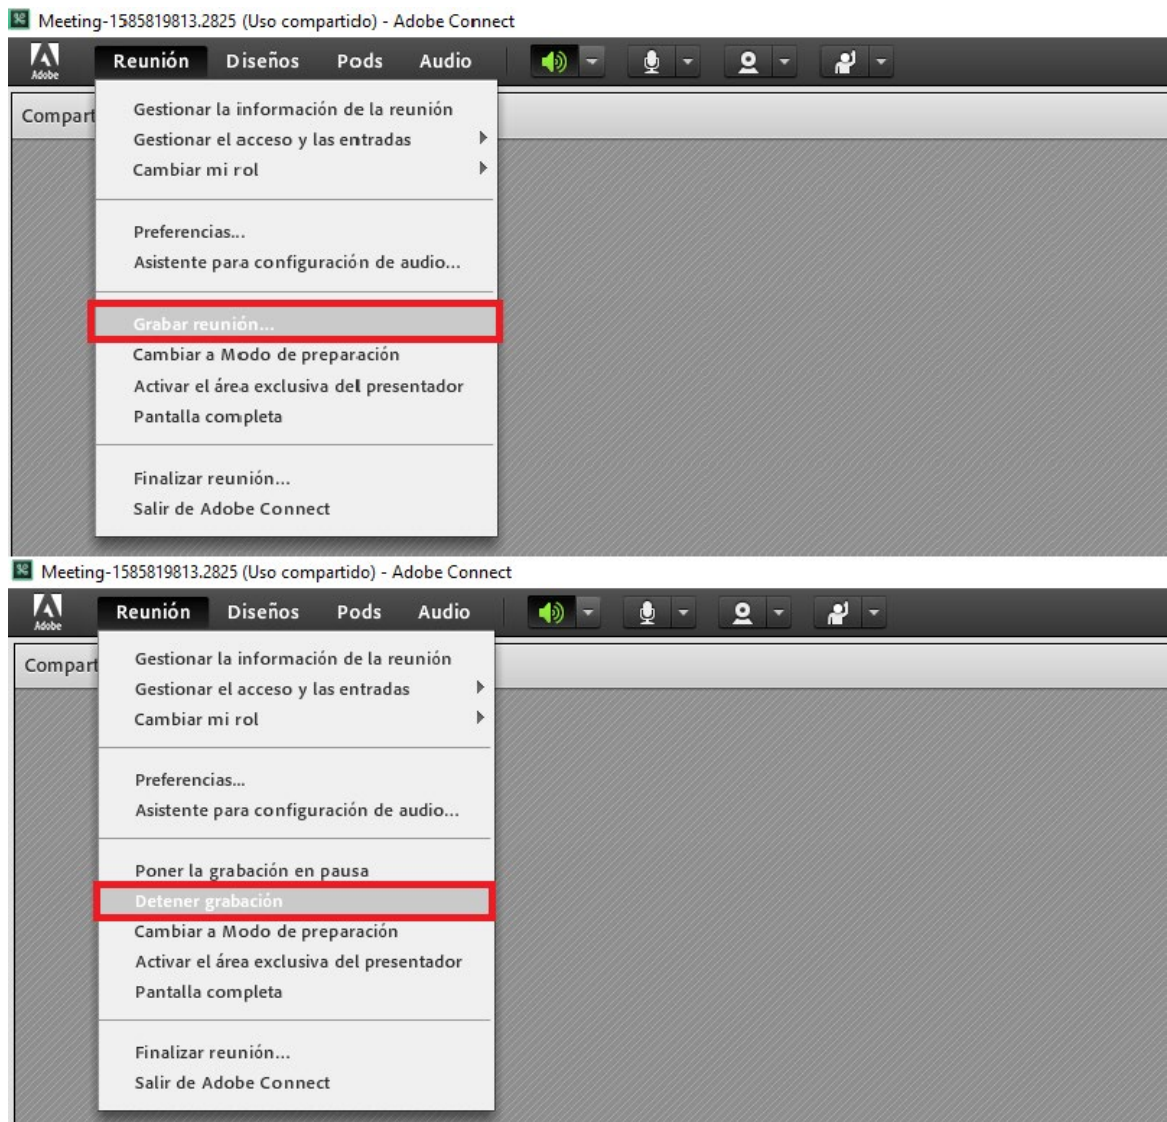 Meeting-1585819813.2825 (Uso compartido) - Adobe Connect
Adobe Reunión Diseños Pods Audio
Compart
Gestionar la información de la reunión
Gestionar el acceso y las entradas
Cambiar mi rol
Preferencias...
Asistente para configuración de audio...
Grabar reunión...
Cambiar a Modo de preparación
Activar el área exclusiva del presentador
Pantalla completa
Finalizar reunión...
Salir de Adobe Connect
Meeting-1585819813.2825 (Uso compartido) - Adobe Connect
Adobe Reunión Diseños Pods Audio
Compart
Gestionar la información de la reunión
Gestionar el acceso y las entradas
Cambiar mi rol
Preferencias...
Asistente para configuración de audio...
Poner la grabación en pausa
Detener grabación
Cambiar a Modo de preparación
Activar el área exclusiva del presentador
Pantalla completa
Finalizar reunión...
Salir de Adobe Connect